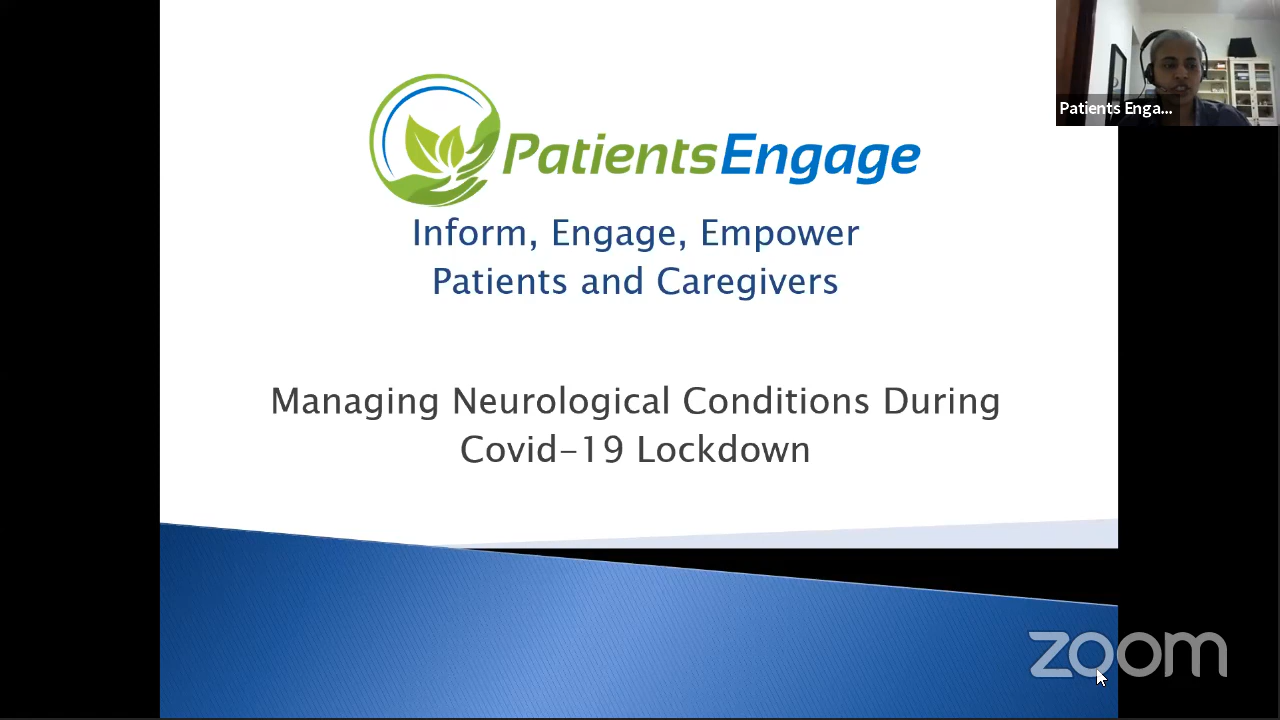 PatientsEngage
Inform, Engage, Empower
Patients and Caregivers
Managing Neurological Conditions During
Covid-19 Lockdown
Patients Enga...
zoom